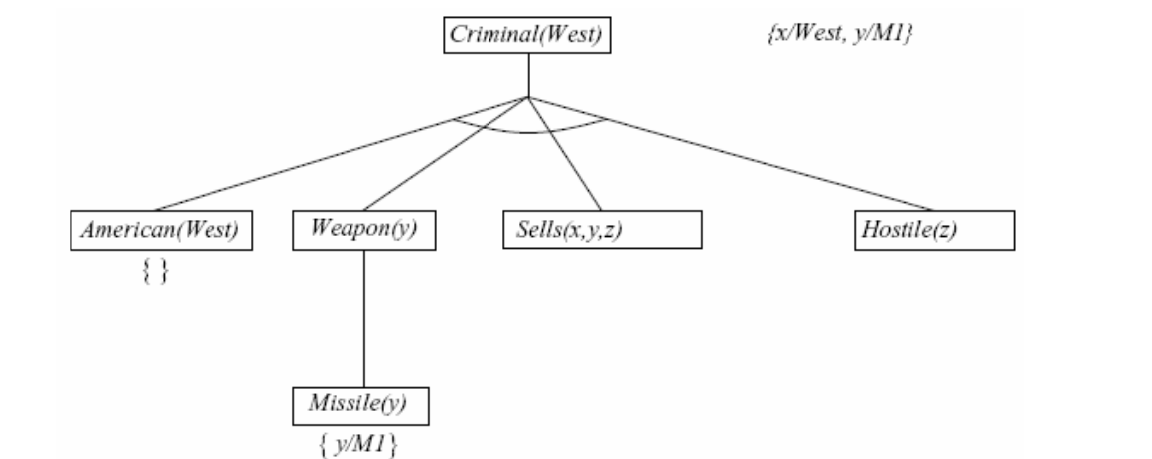 Criminal(West)
{x/West, y/M1}
American(West)
Weapon(y)
Sells(x,y,z)
Hostile(z)
{ }
Missile(y)
{ y/M1}